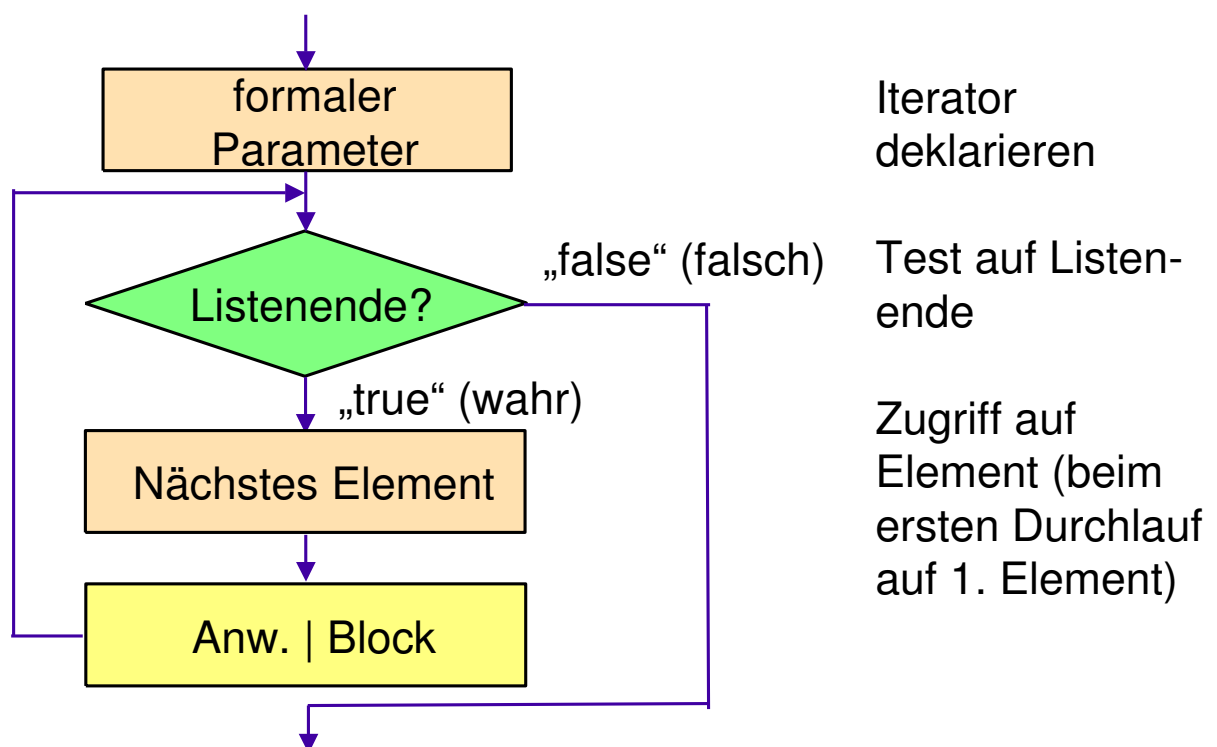 formaler
Parameter
Iterator
deklarieren
Listenende?
„false“ (falsch)
Test auf Listen-
ende
„true“ (wahr)
Nächstes Element
Zugriff auf
Element (beim
ersten Durchlauf
auf 1. Element)
Anw. | Block